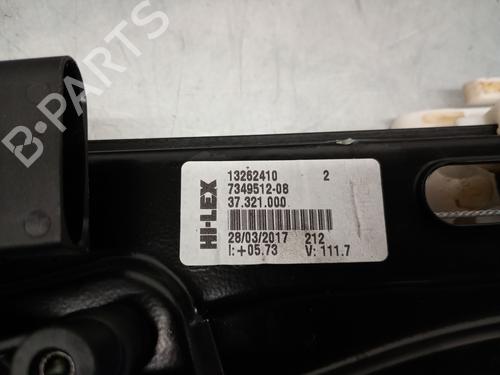 B-PARTS
HI-LEX
13262410 2
7349512-08
37.321.000
28/03/2017 212
I:+05.73 V: 111.7